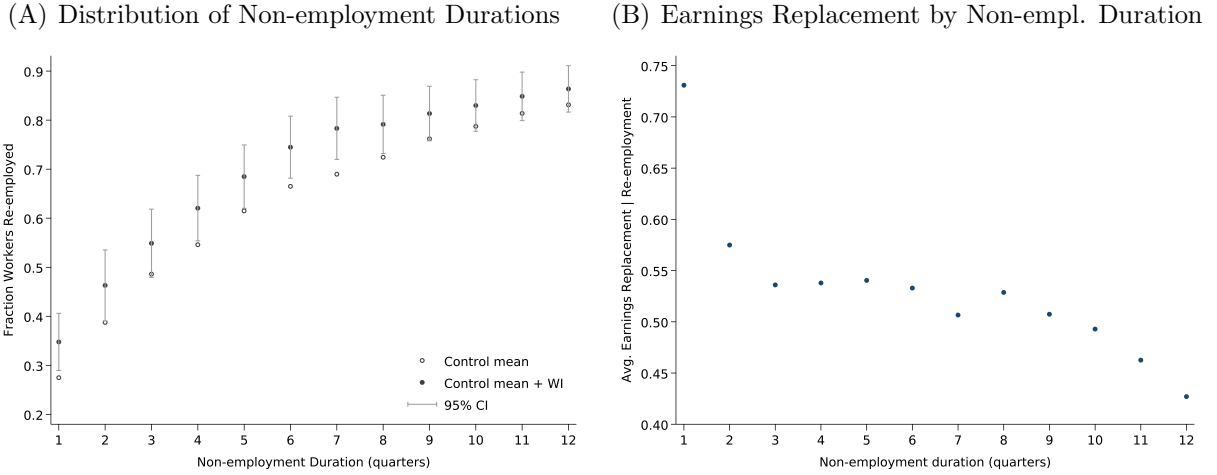 (A) Distribution of Non-employment Durations
Fraction Workers Re-employed
0.9
0.8
0.7
0.6
0.5
0.4
0.3
0.2
Control mean
Control mean + WI
95% CI
1 2 3 4 5 6 7 8 9 10 11 12
Non-employment Duration (quarters)
(B) Earnings Replacement by Non-empl. Duration
Avg. Earnings Replacement | Re-employment
0.75
0.70
0.65
0.60
0.55
0.50
0.45
0.40
1 2 3 4 5 6 7 8 9 10 11 12
Non-employment duration (quarters)